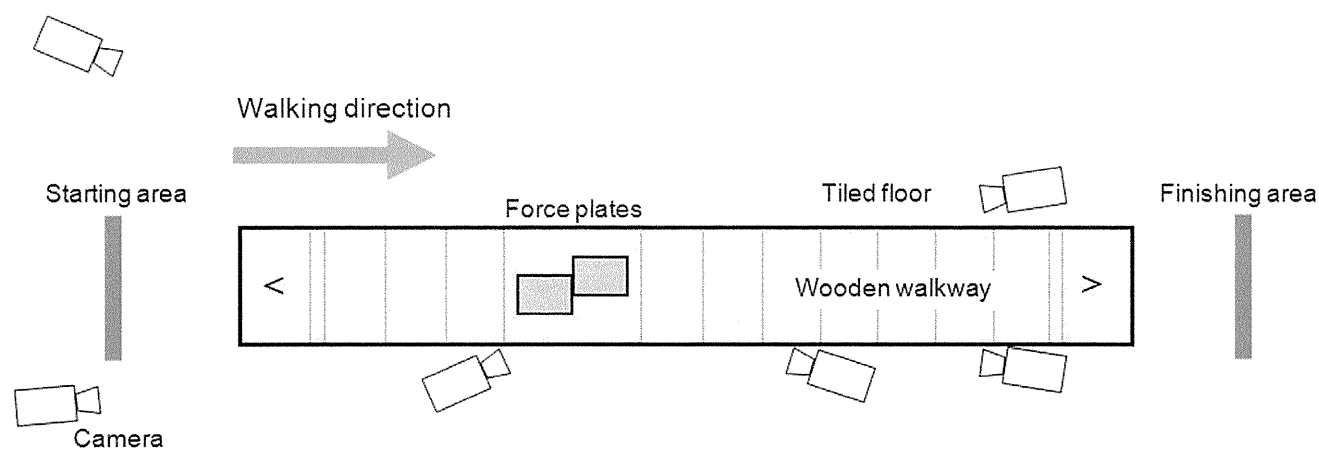 Walking direction
Starting area
Force plates
Tiled floor
Finishing area
<
Wooden walkway
>
Camera